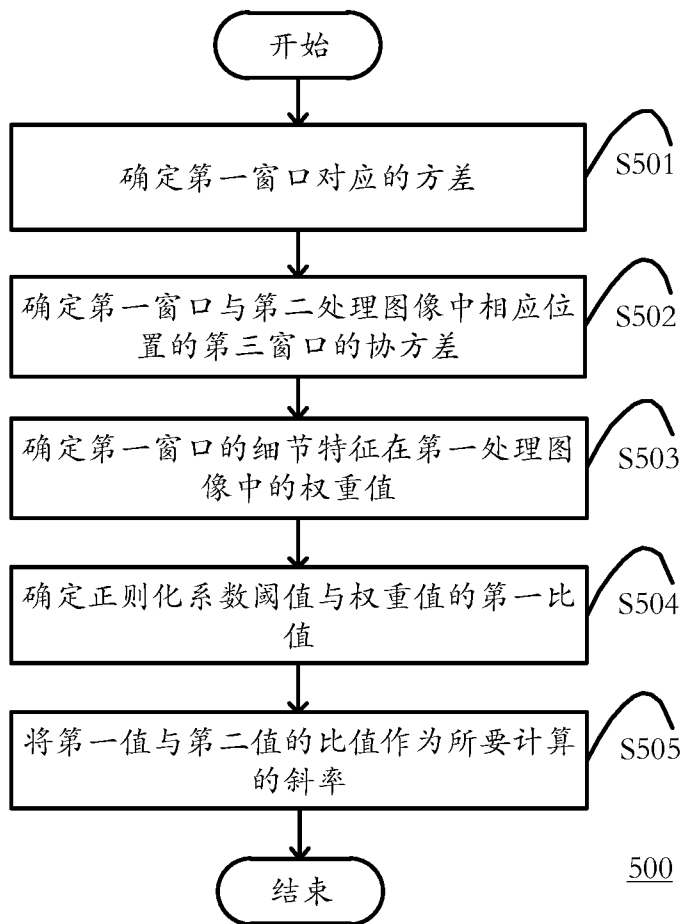 开始
确定第一窗口对应的方差
S501
确定第一窗口与第二处理图像中相应位
置的第三窗口的协方差
S502
确定第一窗口的细节特征在第一处理图
像中的权重值
S503
确定正则化系数阈值与权重值的第一比
值
S504
将第一值与第二值的比值作为所要计算
的斜率
S505
结束
500